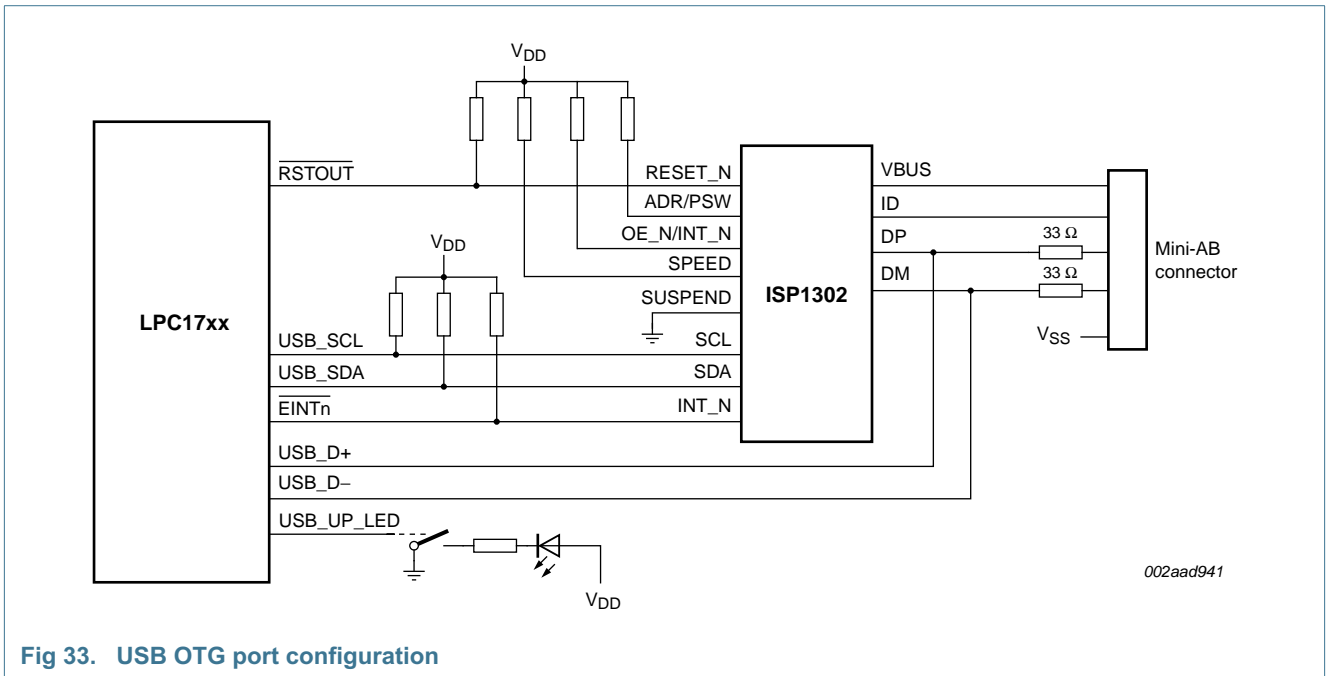 VDD
RSTOUT
RESET_N
VBUS
ADR/PSW
ID
OE_N/INT_N
DP
33 Ω
VDD
SPEED
DM
33 Ω
Mini-AB
connector
LPC17xx
SUSPEND
ISP1302
VSS
USB_SCL
SCL
USB_SDA
SDA
EINTn
INT_N
USB_D+
USB_D−
USB_UP_LED
VDD
002aad941
Fig 33. USB OTG port configuration